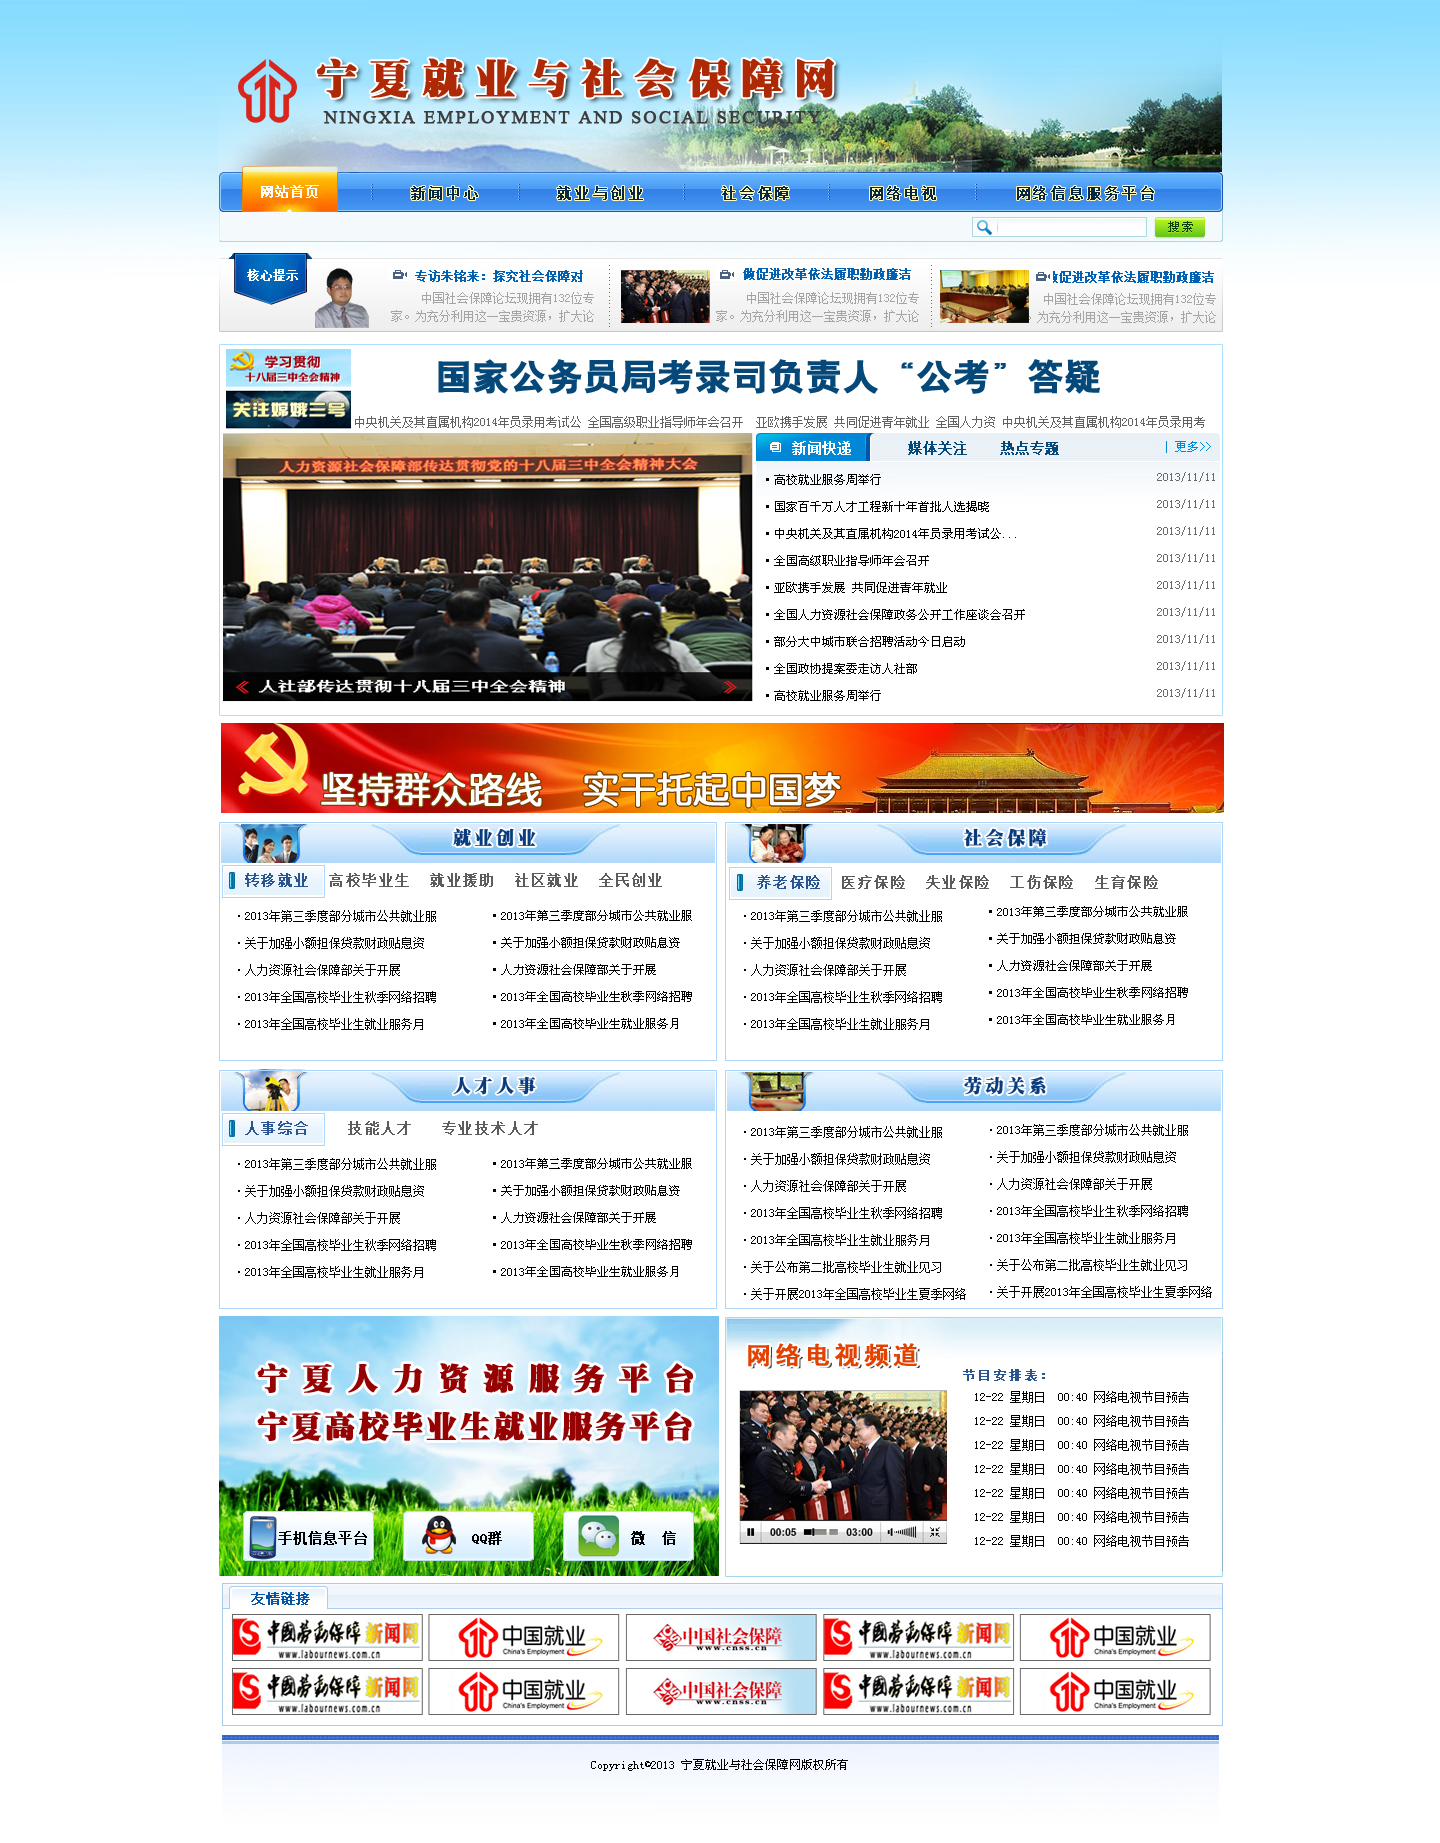 宁夏就业与社会保障网
NINGXIA EMPLOYMENT AND SOCIAL SECURITY
网站首页 新闻中心 就业与创业 社会保障 网络电视 网络信息服务平台
搜索
核心提示
专访朱铭来：探究社会保障对
中国社会保障论坛现拥有132位专
家。为充分利用这一宝贵资源，扩大论
做促进改革依法履职勤政廉洁
中国社会保障论坛现拥有132位专
家。为充分利用这一宝贵资源，扩大论
促进改革依法履职勤政廉洁
中国社会保障论坛现拥有132位专
为充分利用这一宝贵资源，扩大论
学习贯彻
十八届三中全会精神
关注嫦娥三号
国家公务员局考录司负责人“公考”答疑
中央机关及其直属机构2014年员录用考试公 全国高级职业指导师年会召开 亚欧携手发展 共同促进青年就业 全国人力资 中央机关及其直属机构2014年员录用考
人力资源社会保障部传达贯彻党的十八届三中全会精神大会
人社部传达贯彻十八届三中全会精神
新闻快递 媒体关注 热点专题 | 更多>>
高校就业服务周举行 2013/11/11
国家百千万人才工程新十年首批人选揭晓 2013/11/11
中央机关及其直属机构2014年员录用考试公... 2013/11/11
全国高级职业指导师年会召开 2013/11/11
亚欧携手发展 共同促进青年就业 2013/11/11
全国人力资源社会保障政务公开工作座谈会召开 2013/11/11
部分大中城市联合招聘活动今日启动 2013/11/11
全国政协提案委走访人社部 2013/11/11
高校就业服务周举行 2013/11/11
坚持群众路线 实干托起中国梦
就业创业
转移就业 高校毕业生 就业援助 社区就业 全民创业
2013年第三季度部分城市公共就业服
关于加强小额担保贷款财政贴息资
人力资源社会保障部关于开展
2013年全国高校毕业生秋季网络招聘
2013年全国高校毕业生就业服务月
2013年第三季度部分城市公共就业服
关于加强小额担保贷款财政贴息资
人力资源社会保障部关于开展
2013年全国高校毕业生秋季网络招聘
2013年全国高校毕业生就业服务月
社会保障
养老保险 医疗保险 失业保险 工伤保险 生育保险
2013年第三季度部分城市公共就业服
关于加强小额担保贷款财政贴息资
人力资源社会保障部关于开展
2013年全国高校毕业生秋季网络招聘
2013年全国高校毕业生就业服务月
2013年第三季度部分城市公共就业服
关于加强小额担保贷款财政贴息资
人力资源社会保障部关于开展
2013年全国高校毕业生秋季网络招聘
2013年全国高校毕业生就业服务月
人才人事
人事综合 技能人才 专业技术人才
2013年第三季度部分城市公共就业服
关于加强小额担保贷款财政贴息资
人力资源社会保障部关于开展
2013年全国高校毕业生秋季网络招聘
2013年全国高校毕业生就业服务月
2013年第三季度部分城市公共就业服
关于加强小额担保贷款财政贴息资
人力资源社会保障部关于开展
2013年全国高校毕业生秋季网络招聘
2013年全国高校毕业生就业服务月
劳动关系
2013年第三季度部分城市公共就业服
关于加强小额担保贷款财政贴息资
人力资源社会保障部关于开展
2013年全国高校毕业生秋季网络招聘
2013年全国高校毕业生就业服务月
关于公布第二批高校毕业生就业见习
关于开展2013年全国高校毕业生夏季网络
2013年第三季度部分城市公共就业服
关于加强小额担保贷款财政贴息资
人力资源社会保障部关于开展
2013年全国高校毕业生秋季网络招聘
2013年全国高校毕业生就业服务月
关于公布第二批高校毕业生就业见习
关于开展2013年全国高校毕业生夏季网络
宁夏人力资源服务平台
宁夏高校毕业生就业服务平台
手机信息平台 QQ群 微 信
网络电视频道
00:05 03:00
节目安排表：
12-22 星期日 00:40 网络电视节目预告
12-22 星期日 00:40 网络电视节目预告
12-22 星期日 00:40 网络电视节目预告
12-22 星期日 00:40 网络电视节目预告
12-22 星期日 00:40 网络电视节目预告
12-22 星期日 00:40 网络电视节目预告
12-22 星期日 00:40 网络电视节目预告
友情链接
中国劳动保障新闻网 www.labournews.com.cn
中国就业 China's Employment
中国社会保障 www.cnss.cn
中国劳动保障新闻网 www.labournews.com.cn
中国就业 China's Employment
中国劳动保障新闻网 www.labournews.com.cn
中国就业 China's Employment
中国社会保障 www.cnss.cn
中国劳动保障新闻网 www.labournews.com.cn
中国就业 China's Employment
Copyright©2013 宁夏就业与社会保障网版权所有